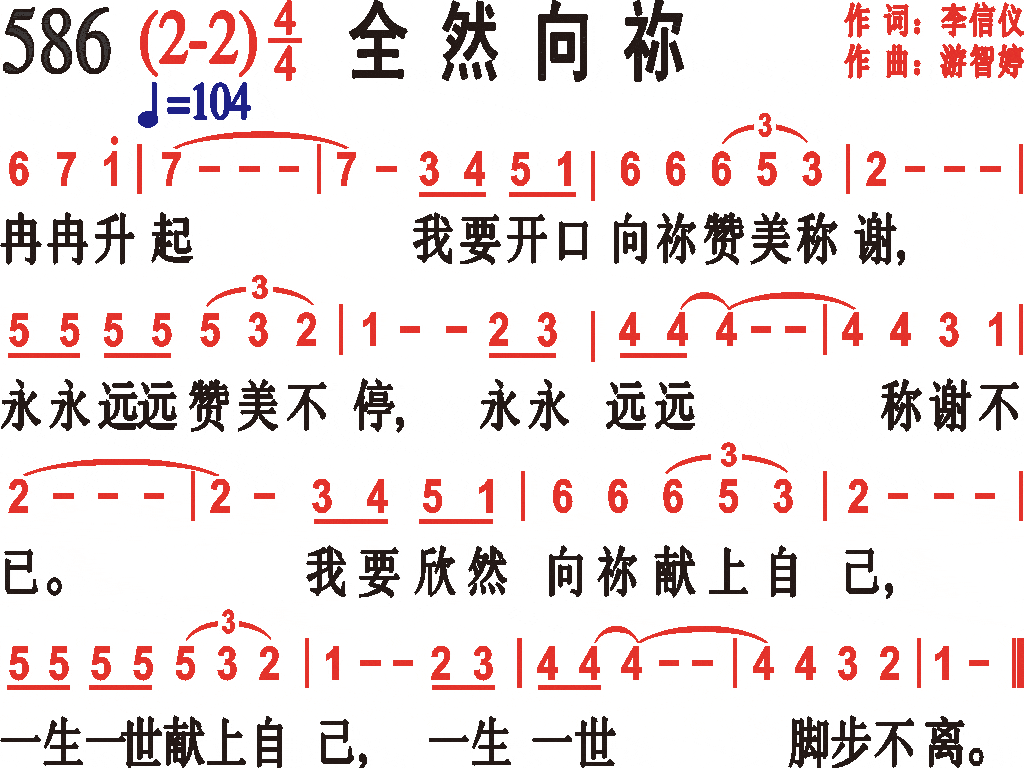 586 (2-2) 4/4 全然向祢 作 词：李信仪
♩=104 作 曲：游智婷
6 7 i | 7 - - - | 7 - 3 4 5 1 | 6 6 6 5 3 | 2 - - - |
3
冉冉升起 我要开口 向祢赞美称谢,
5 5 5 5 5 3 2 | 1 - - 2 3 | 4 4 4 - - | 4 4 3 1 |
3
永永远远赞美不停, 永永 远远 称谢不
2 - - - | 2 - 3 4 5 1 | 6 6 6 5 3 | 2 - - - |
3
已。 我要欣然 向祢献上自己,
5 5 5 5 5 3 2 | 1 - - 2 3 | 4 4 4 - - | 4 4 3 2 | 1 - ‖
3
一生一世献上自己, 一生 一世 脚步不离。